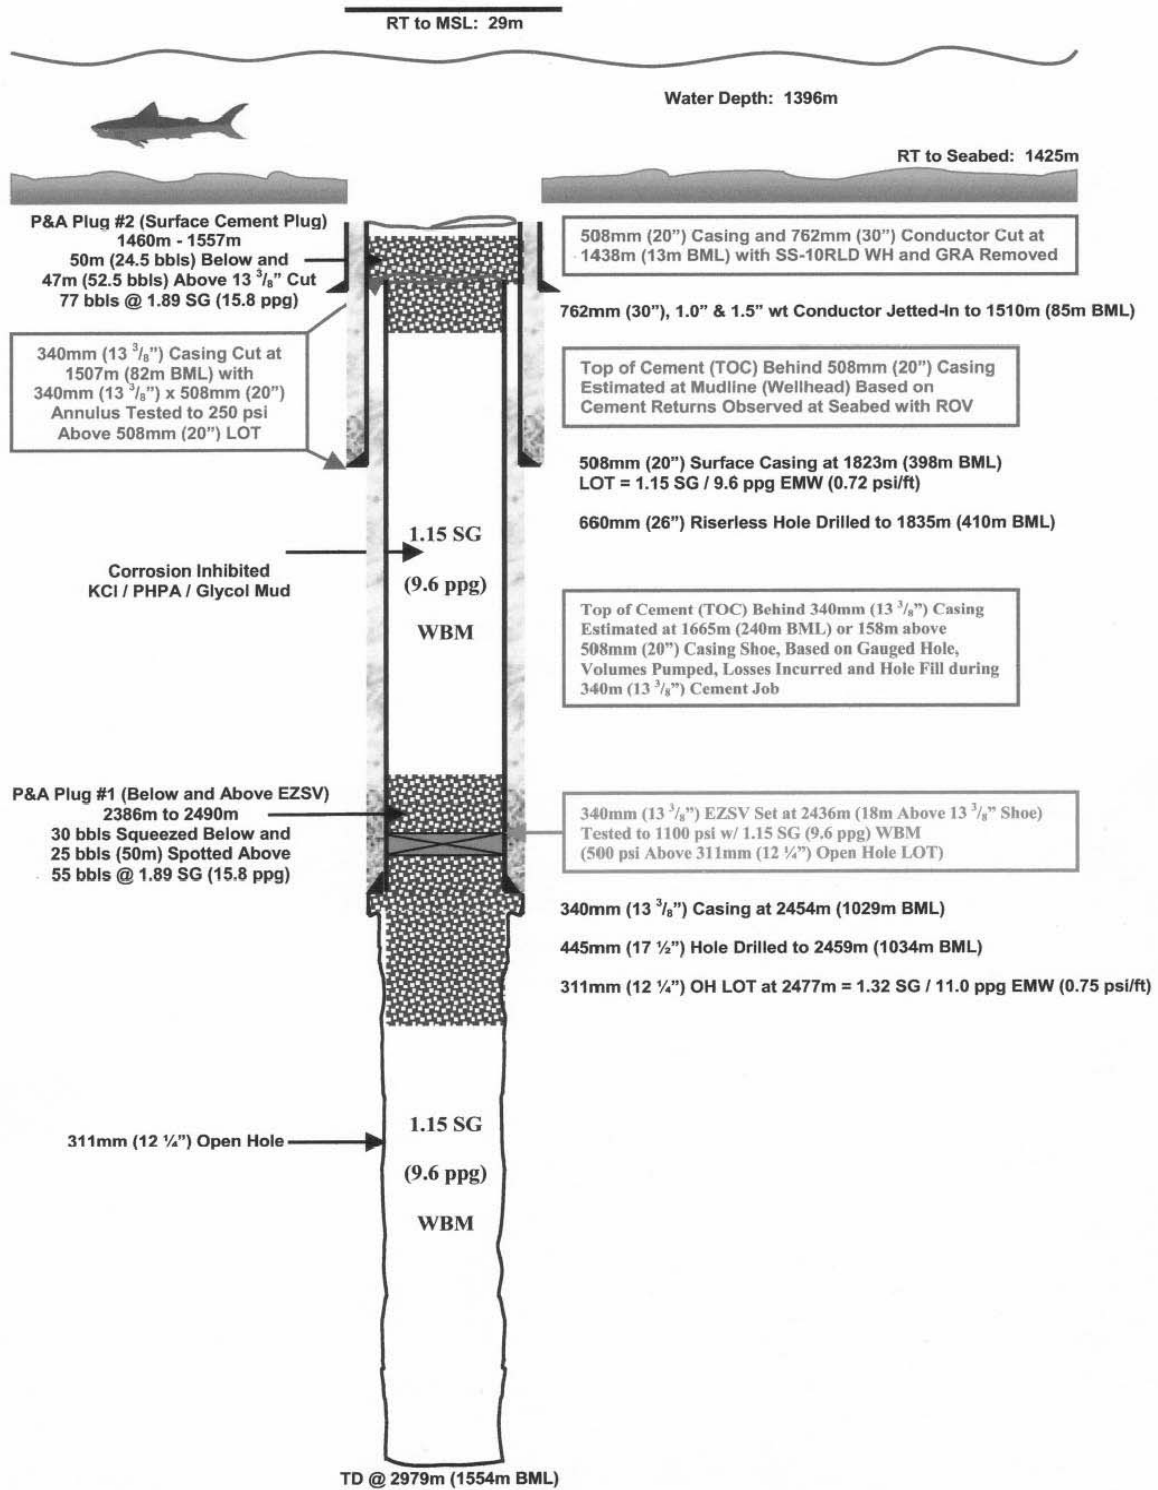 RT to MSL: 29m
Water Depth: 1396m
RT to Seabed: 1425m
P&A Plug #2 (Surface Cement Plug)
1460m - 1557m
50m (24.5 bbls) Below and
47m (52.5 bbls) Above 13 3/8" Cut
77 bbls @ 1.89 SG (15.8 ppg)
508mm (20") Casing and 762mm (30") Conductor Cut at
1438m (13m BML) with SS-10RLD WH and GRA Removed
762mm (30"), 1.0" & 1.5" wt Conductor Jetted-In to 1510m (85m BML)
340mm (13 3/8") Casing Cut at
1507m (82m BML) with
340mm (13 3/8") x 508mm (20")
Annulus Tested to 250 psi
Above 508mm (20") LOT
Top of Cement (TOC) Behind 508mm (20") Casing
Estimated at Mudline (Wellhead) Based on
Cement Returns Observed at Seabed with ROV
508mm (20") Surface Casing at 1823m (398m BML)
LOT = 1.15 SG / 9.6 ppg EMW (0.72 psi/ft)
660mm (26") Riserless Hole Drilled to 1835m (410m BML)
1.15 SG
(9.6 ppg)
WBM
Corrosion Inhibited
KCl / PHPA / Glycol Mud
Top of Cement (TOC) Behind 340mm (13 3/8") Casing
Estimated at 1665m (240m BML) or 158m above
508mm (20") Casing Shoe, Based on Gauged Hole,
Volumes Pumped, Losses Incurred and Hole Fill during
340m (13 3/8") Cement Job
P&A Plug #1 (Below and Above EZSV)
2386m to 2490m
30 bbls Squeezed Below and
25 bbls (50m) Spotted Above
55 bbls @ 1.89 SG (15.8 ppg)
340mm (13 3/8") EZSV Set at 2436m (18m Above 13 3/8" Shoe)
Tested to 1100 psi w/ 1.15 SG (9.6 ppg) WBM
(500 psi Above 311mm (12 ¼") Open Hole LOT)
340mm (13 3/8") Casing at 2454m (1029m BML)
445mm (17 ½") Hole Drilled to 2459m (1034m BML)
311mm (12 ¼") OH LOT at 2477m = 1.32 SG / 11.0 ppg EMW (0.75 psi/ft)
1.15 SG
(9.6 ppg)
WBM
311mm (12 ¼") Open Hole
TD @ 2979m (1554m BML)